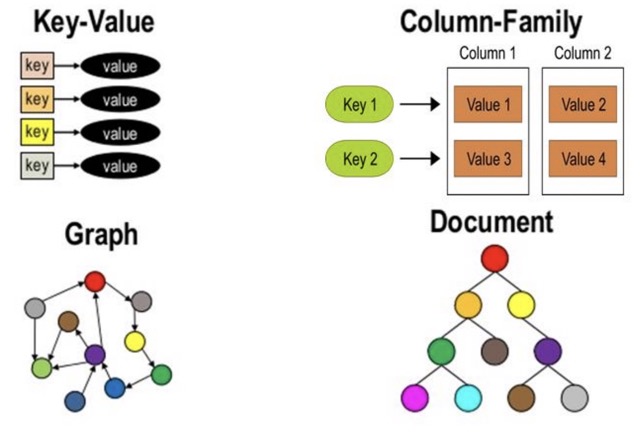 Key-Value
key value
key value
key value
key value
Column-Family
Column 1 Column 2
Key 1 Value 1 Value 2
Key 2 Value 3 Value 4
Graph
Document